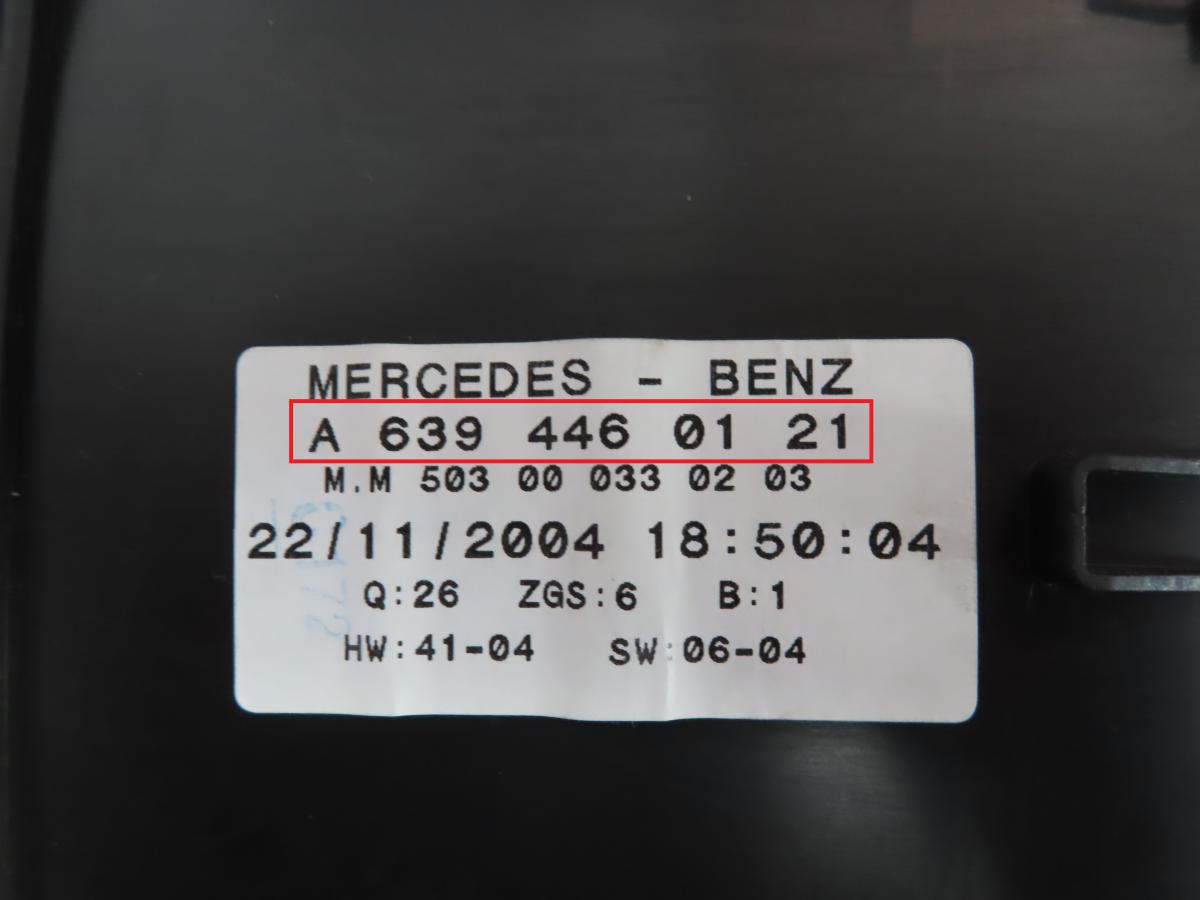 MERCEDES - BENZ
A 639 446 01 21
M.M 503 00 033 02 03
22/11/2004 18:50:04
Q:26 ZGS:6 B:1
HW:41-04 SW:06-04